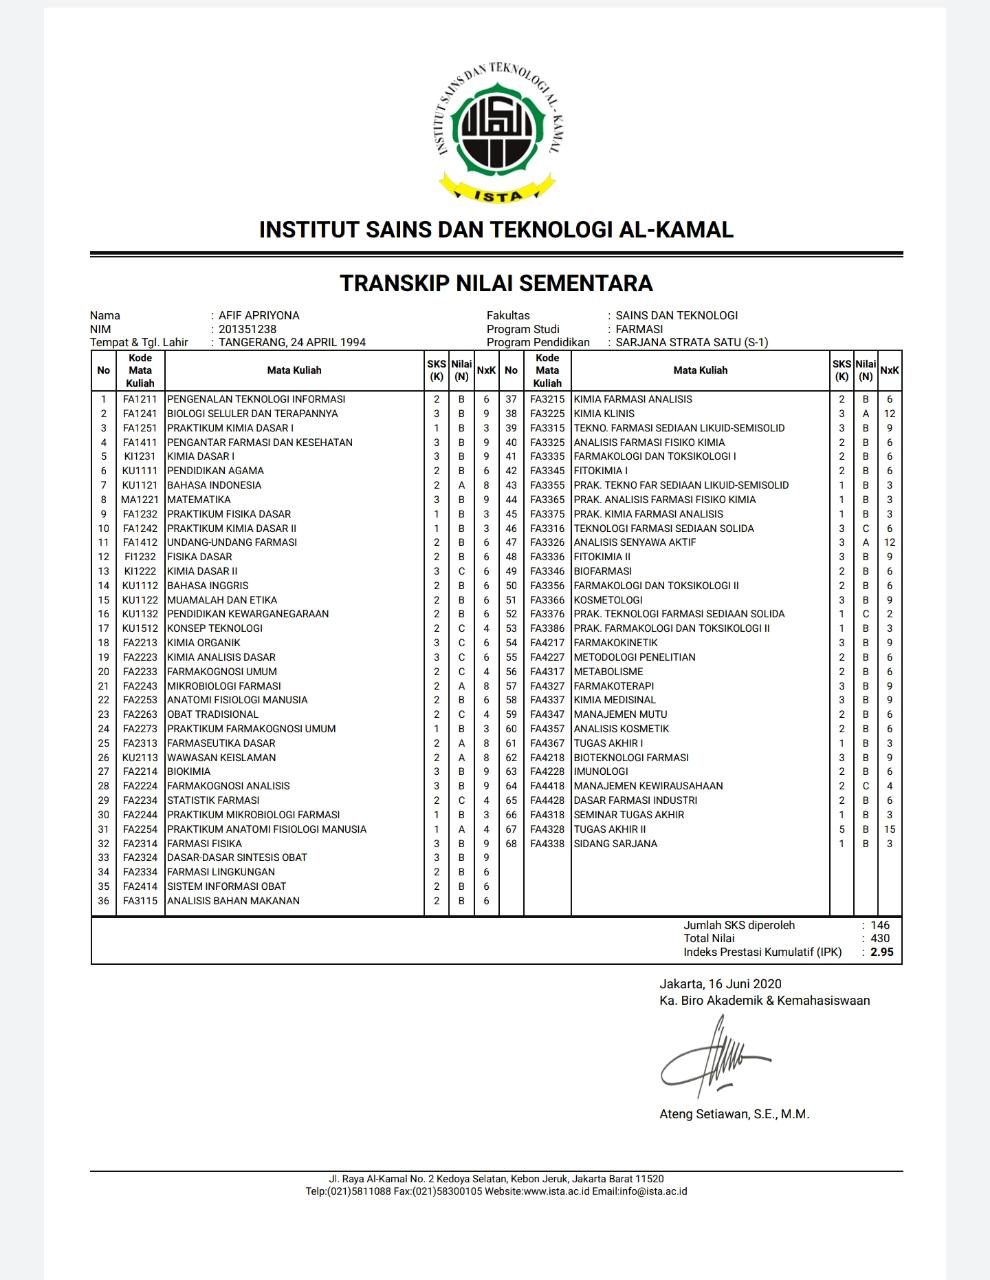 INSTITUT SAINS DAN TEKNOLOGI AL - KAMAL
ISTA
INSTITUT SAINS DAN TEKNOLOGI AL-KAMAL
TRANSKIP NILAI SEMENTARA
Nama : AFIF APRIYONA Fakultas : SAINS DAN TEKNOLOGI
NIM : 201351238 Program Studi : FARMASI
Tempat & Tgl. Lahir : TANGERANG, 24 APRIL 1994 Program Pendidikan : SARJANA STRATA SATU (S-1)
No Kode Mata Kuliah Mata Kuliah SKS (K) Nilai (N) NxK No Kode Mata Kuliah Mata Kuliah SKS (K) Nilai (N) NxK
1 FA1211 PENGENALAN TEKNOLOGI INFORMASI 2 B 6 37 FA3215 KIMIA FARMASI ANALISIS 2 B 6
2 FA1241 BIOLOGI SELULER DAN TERAPANNYA 3 B 9 38 FA3225 KIMIA KLINIS 3 A 12
3 FA1251 PRAKTIKUM KIMIA DASAR I 1 B 3 39 FA3315 TEKNO. FARMASI SEDIAAN LIKUID-SEMISOLID 3 B 9
4 FA1411 PENGANTAR FARMASI DAN KESEHATAN 3 B 9 40 FA3325 ANALISIS FARMASI FISIKO KIMIA 2 B 6
5 KI1231 KIMIA DASAR I 3 B 9 41 FA3335 FARMAKOLOGI DAN TOKSIKOLOGI I 2 B 6
6 KU1111 PENDIDIKAN AGAMA 2 B 6 42 FA3345 FITOKIMIA I 2 B 6
7 KU1121 BAHASA INDONESIA 2 A 8 43 FA3355 PRAK. TEKNO FAR SEDIAAN LIKUID-SEMISOLID 1 B 3
8 MA1221 MATEMATIKA 3 B 9 44 FA3365 PRAK. ANALISIS FARMASI FISIKO KIMIA 1 B 3
9 FA1232 PRAKTIKUM FISIKA DASAR 1 B 3 45 FA3375 PRAK. KIMIA FARMASI ANALISIS 1 B 3
10 FA1242 PRAKTIKUM KIMIA DASAR II 1 B 3 46 FA3316 TEKNOLOGI FARMASI SEDIAAN SOLIDA 3 C 6
11 FA1412 UNDANG-UNDANG FARMASI 2 B 6 47 FA3326 ANALISIS SENYAWA AKTIF 3 A 12
12 FI1232 FISIKA DASAR 2 B 6 48 FA3336 FITOKIMIA II 3 B 9
13 KI1222 KIMIA DASAR II 3 C 6 49 FA3346 BIOFARMASI 2 B 6
14 KU1112 BAHASA INGGRIS 2 B 6 50 FA3356 FARMAKOLOGI DAN TOKSIKOLOGI II 2 B 6
15 KU1122 MUAMALAH DAN ETIKA 2 B 6 51 FA3366 KOSMETOLOGI 3 B 9
16 KU1132 PENDIDIKAN KEWARGANEGARAAN 2 B 6 52 FA3376 PRAK. TEKNOLOGI FARMASI SEDIAAN SOLIDA 1 C 2
17 KU1512 KONSEP TEKNOLOGI 2 C 4 53 FA3386 PRAK. FARMAKOLOGI DAN TOKSIKOLOGI II 1 B 3
18 FA2213 KIMIA ORGANIK 3 C 6 54 FA4217 FARMAKOKINETIK 3 B 9
19 FA2223 KIMIA ANALISIS DASAR 3 C 6 55 FA4227 METODOLOGI PENELITIAN 2 B 6
20 FA2233 FARMAKOGNOSI UMUM 2 C 4 56 FA4317 METABOLISME 2 B 6
21 FA2243 MIKROBIOLOGI FARMASI 2 A 8 57 FA4327 FARMAKOTERAPI 3 B 9
22 FA2253 ANATOMI FISIOLOGI MANUSIA 2 B 6 58 FA4337 KIMIA MEDISINAL 3 B 9
23 FA2263 OBAT TRADISIONAL 2 C 4 59 FA4347 MANAJEMEN MUTU 2 B 6
24 FA2273 PRAKTIKUM FARMAKOGNOSI UMUM 1 B 3 60 FA4357 ANALISIS KOSMETIK 2 B 6
25 FA2313 FARMASEUTIKA DASAR 2 A 8 61 FA4367 TUGAS AKHIR I 1 B 3
26 KU2113 WAWASAN KEISLAMAN 2 A 8 62 FA4218 BIOTEKNOLOGI FARMASI 3 B 9
27 FA2214 BIOKIMIA 3 B 9 63 FA4228 IMUNOLOGI 2 B 6
28 FA2224 FARMAKOGNOSI ANALISIS 3 B 9 64 FA4418 MANAJEMEN KEWIRAUSAHAAN 2 C 4
29 FA2234 STATISTIK FARMASI 2 C 4 65 FA4428 DASAR FARMASI INDUSTRI 2 B 6
30 FA2244 PRAKTIKUM MIKROBIOLOGI FARMASI 1 B 3 66 FA4318 SEMINAR TUGAS AKHIR 1 B 3
31 FA2254 PRAKTIKUM ANATOMI FISIOLOGI MANUSIA 1 A 4 67 FA4328 TUGAS AKHIR II 5 B 15
32 FA2314 FARMASI FISIKA 3 B 9 68 FA4338 SIDANG SARJANA 1 B 3
33 FA2324 DASAR-DASAR SINTESIS OBAT 3 B 9
34 FA2334 FARMASI LINGKUNGAN 2 B 6
35 FA2414 SISTEM INFORMASI OBAT 2 B 6
36 FA3115 ANALISIS BAHAN MAKANAN 2 B 6
Jumlah SKS diperoleh : 146
Total Nilai : 430
Indeks Prestasi Kumulatif (IPK) : 2.95
Jakarta, 16 Juni 2020
Ka. Biro Akademik & Kemahasiswaan
Ateng Setiawan, S.E., M.M.
Jl. Raya Al-Kamal No. 2 Kedoya Selatan, Kebon Jeruk, Jakarta Barat 11520
Telp:(021)5811088 Fax:(021)58300105 Website:www.ista.ac.id Email:info@ista.ac.id